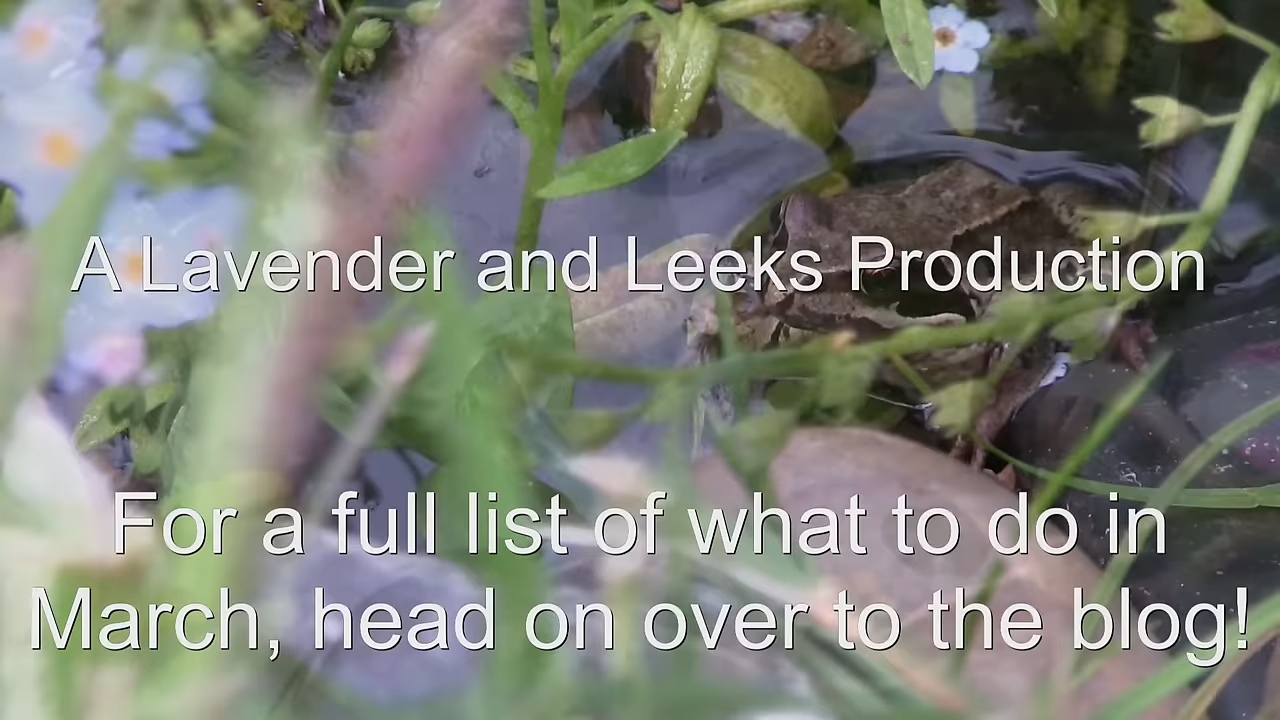 A Lavender and Leeks Production
For a full list of what to do in
March, head on over to the blog!